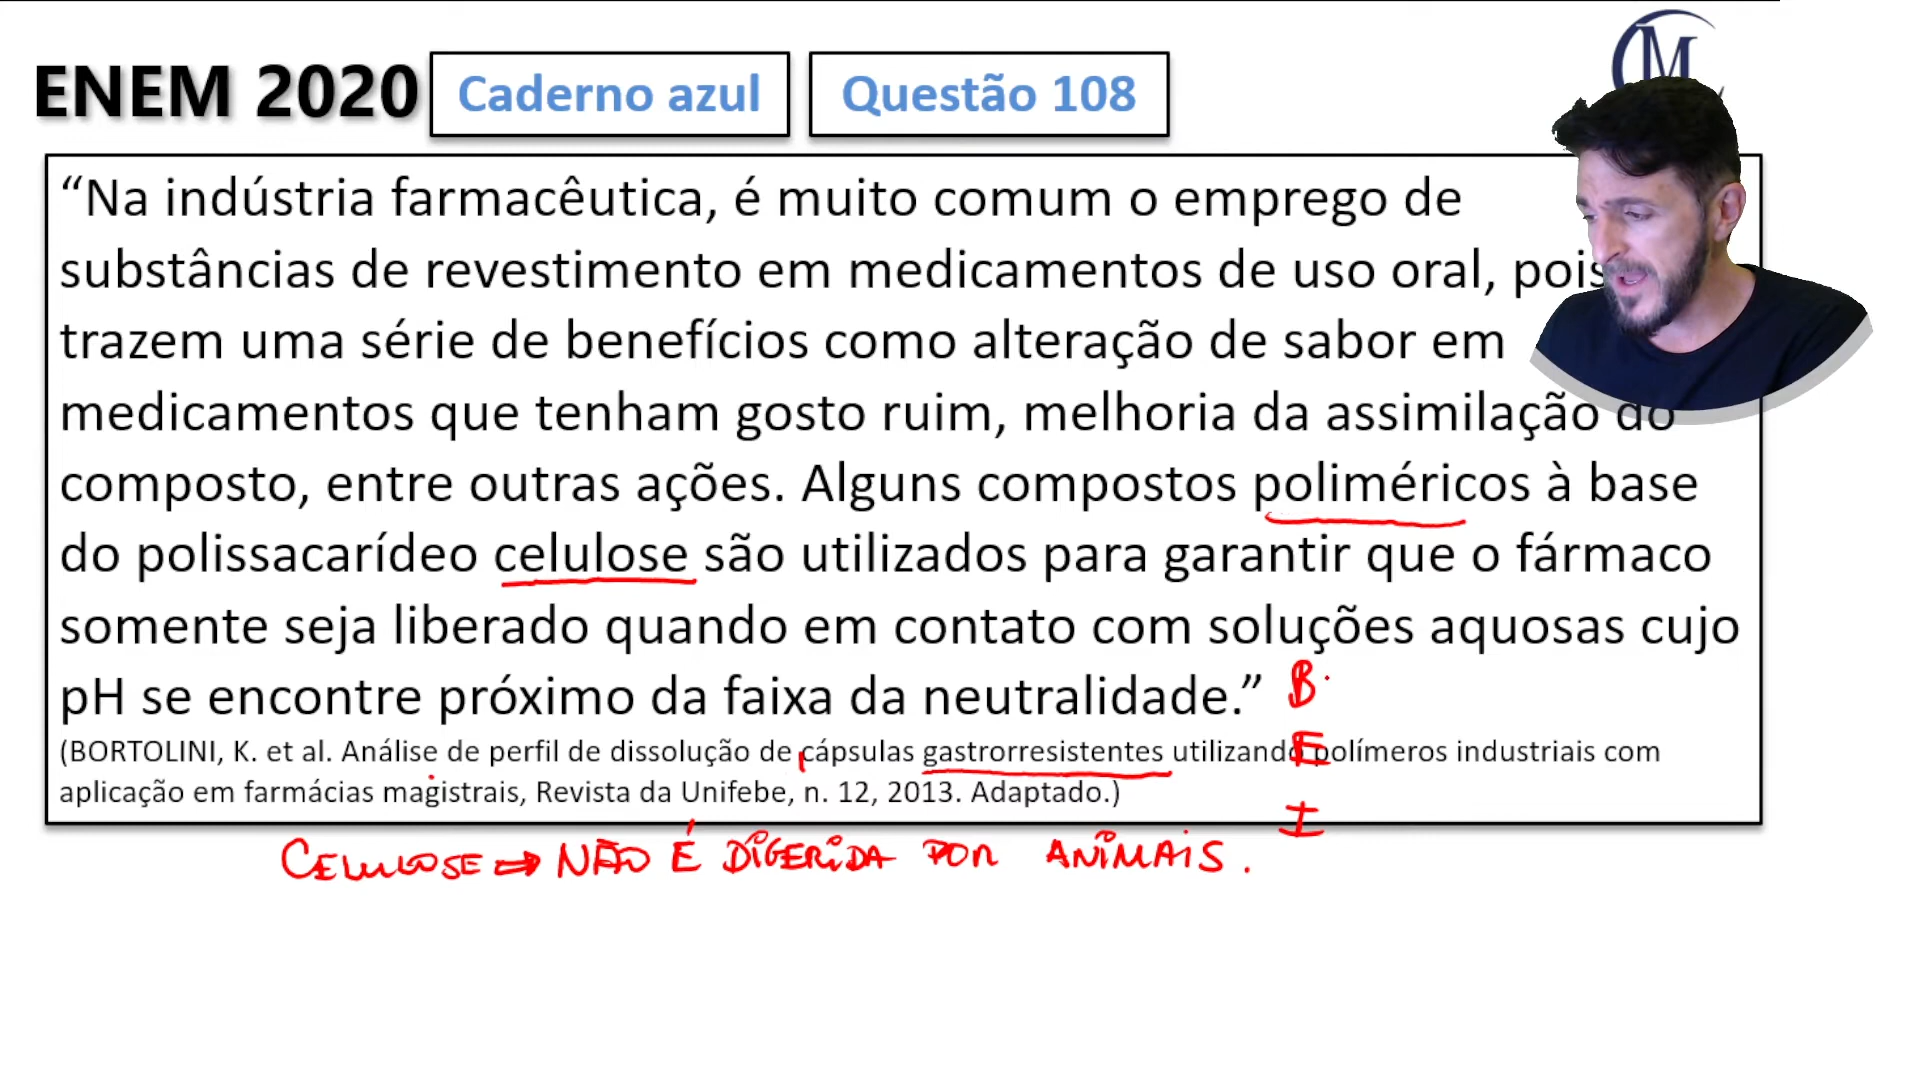 ENEM 2020 Caderno azul Questão 108
M
“Na indústria farmacêutica, é muito comum o emprego de
substâncias de revestimento em medicamentos de uso oral, pois
trazem uma série de benefícios como alteração de sabor em
medicamentos que tenham gosto ruim, melhoria da assimilação do
composto, entre outras ações. Alguns compostos poliméricos à base
do polissacarídeo celulose são utilizados para garantir que o fármaco
somente seja liberado quando em contato com soluções aquosas cujo
pH se encontre próximo da faixa da neutralidade.” B
(BORTOLINI, K. et al. Análise de perfil de dissolução de cápsulas gastrorresistentes utilizando polímeros industriais com
E
aplicação em farmácias magistrais, Revista da Unifebe, n. 12, 2013. Adaptado.)
I
CELULOSE ⇒ NÃO É DIGERIDA POR ANIMAIS.